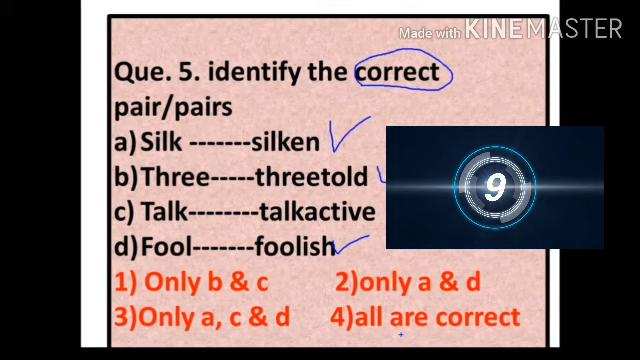 Made with KINEMASTER
Que. 5. identify the correct
pair/pairs
a) Silk -------silken
b) Three-----threetold
c) Talk--------talkactive
d) Fool-------foolish
9
1) Only b & c 2)only a & d
3)Only a, c & d 4)all are correct